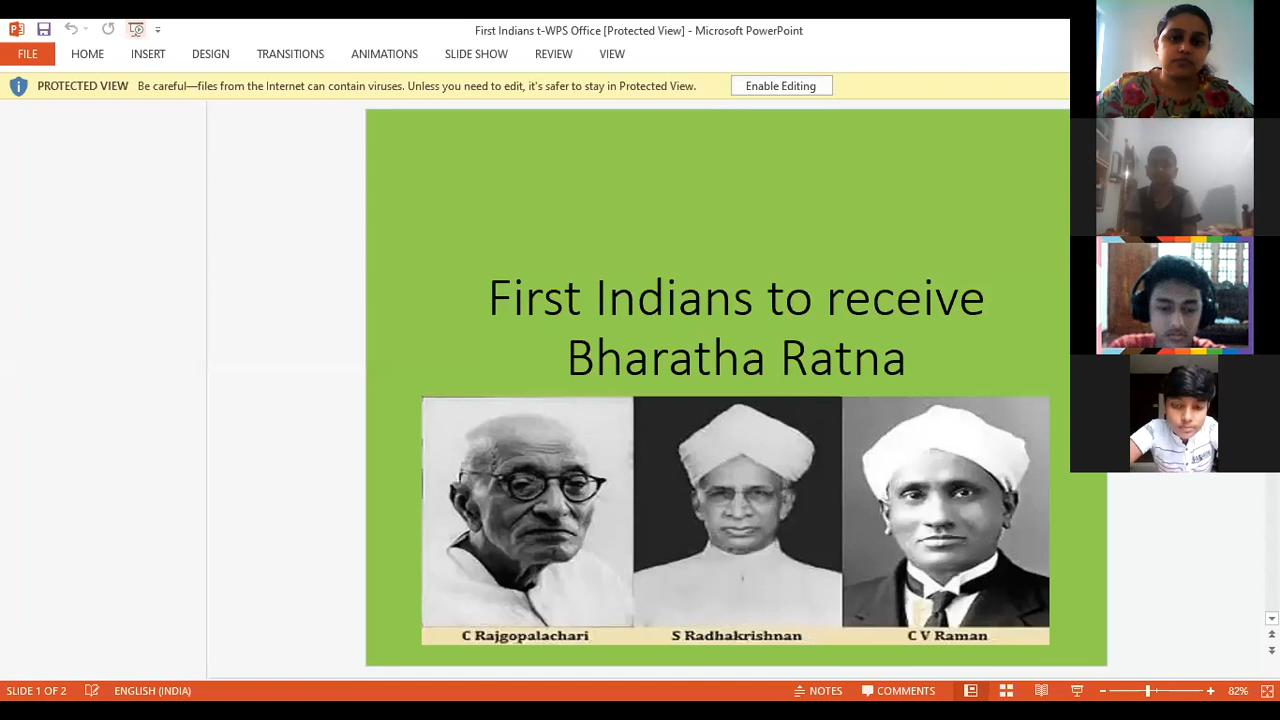 First Indians t-WPS Office [Protected View] - Microsoft PowerPoint
FILE HOME INSERT DESIGN TRANSITIONS ANIMATIONS SLIDE SHOW REVIEW VIEW
PROTECTED VIEW Be careful—files from the Internet can contain viruses. Unless you need to edit, it's safer to stay in Protected View. Enable Editing
First Indians to receive
Bharatha Ratna
C Rajgopalachari S Radhakrishnan C V Raman
SLIDE 1 OF 2 ENGLISH (INDIA) NOTES COMMENTS 82%